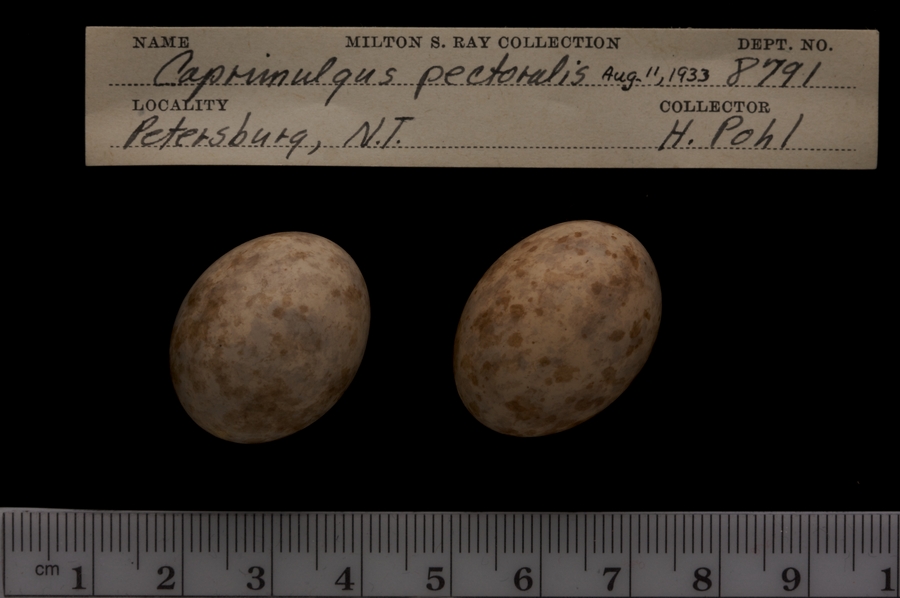 NAME MILTON S. RAY COLLECTION DEPT. NO.
Caprimulgus pectoralis Aug. 11, 1933 8791
LOCALITY COLLECTOR
Petersburg, N.T. H. Pohl
cm 1 2 3 4 5 6 7 8 9 1